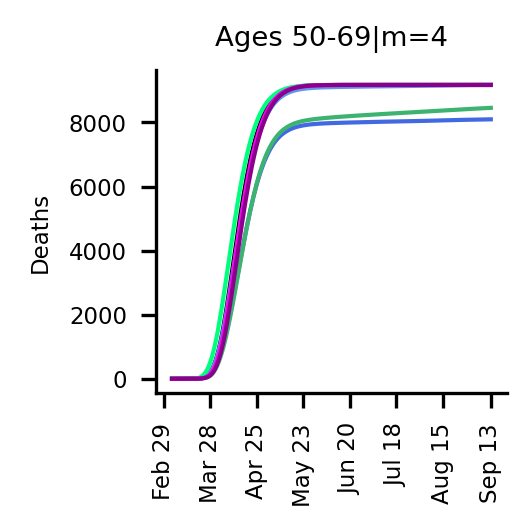 Ages 50-69|m=4
Deaths
8000
6000
4000
2000
0
Feb 29
Mar 28
Apr 25
May 23
Jun 20
Jul 18
Aug 15
Sep 13